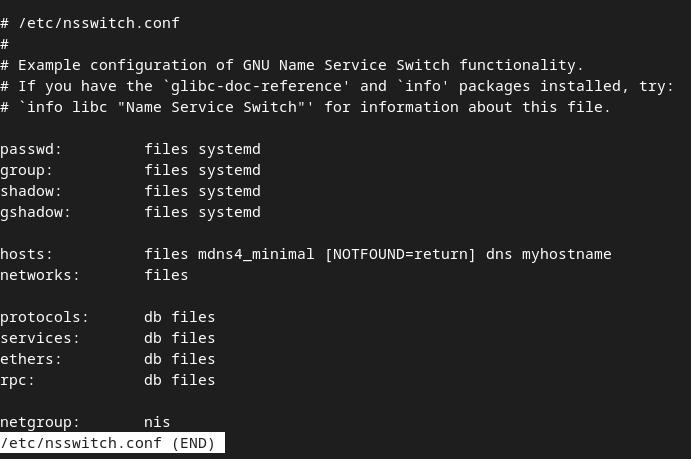 # /etc/nsswitch.conf
#
# Example configuration of GNU Name Service Switch functionality.
# If you have the `glibc-doc-reference' and `info' packages installed, try:
# `info libc "Name Service Switch"' for information about this file.

passwd:         files systemd
group:          files systemd
shadow:         files systemd
gshadow:        files systemd

hosts:          files mdns4_minimal [NOTFOUND=return] dns myhostname
networks:       files

protocols:      db files
services:       db files
ethers:         db files
rpc:            db files

netgroup:       nis
/etc/nsswitch.conf (END)